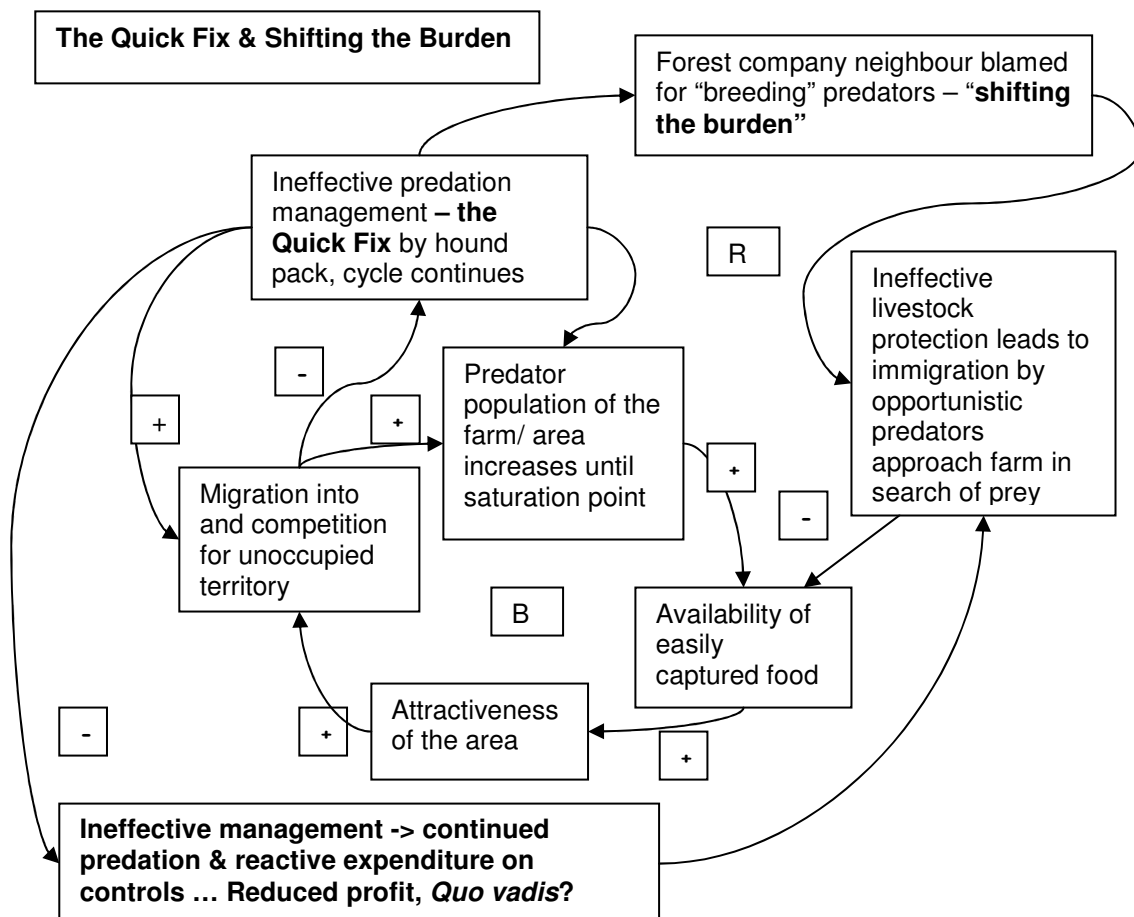 The Quick Fix & Shifting the Burden
Forest company neighbour blamed
for “breeding” predators – “shifting
the burden”
Ineffective predation
management – the
Quick Fix by hound
pack, cycle continues
R
Ineffective
livestock
protection leads to
immigration by
opportunistic
predators
approach farm in
search of prey
-
+
+
Predator
population of the
farm/ area
increases until
saturation point
+
-
Migration into
and competition
for unoccupied
territory
B
Availability of
easily
captured food
Attractiveness
of the area
-
+
+
Ineffective management -> continued
predation & reactive expenditure on
controls … Reduced profit, Quo vadis?